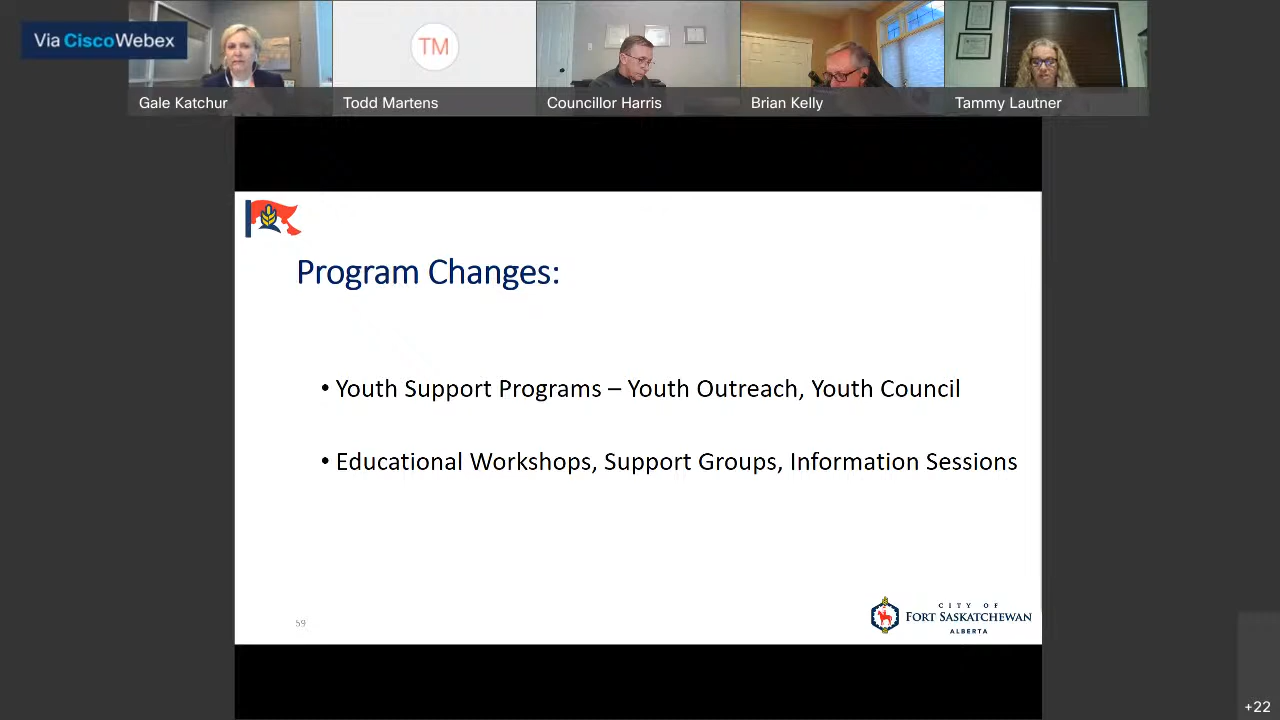 Via CiscoWebex
TM
Gale Katchur
Todd Martens
Councillor Harris
Brian Kelly
Tammy Lautner
Program Changes:
• Youth Support Programs – Youth Outreach, Youth Council
• Educational Workshops, Support Groups, Information Sessions
59
CITY OF
FORT SASKATCHEWAN
ALBERTA
+22